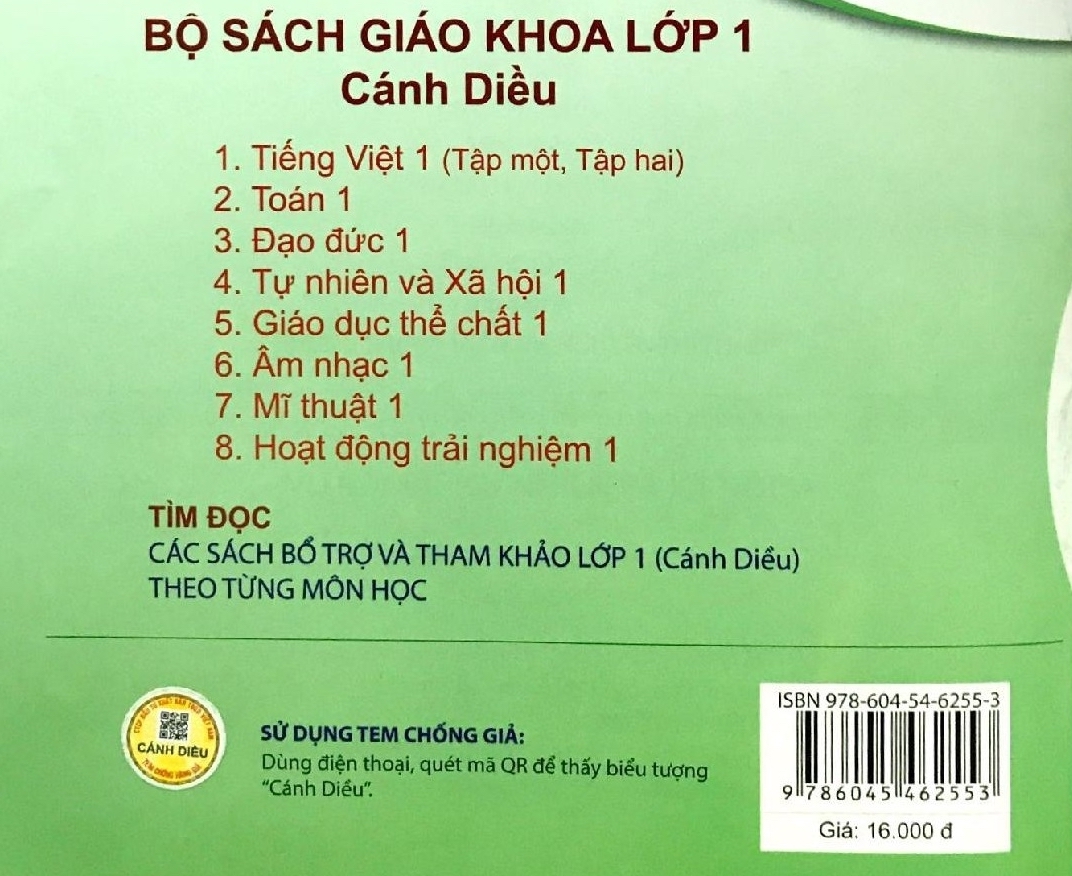 BỘ SÁCH GIÁO KHOA LỚP 1
Cánh Diều
1. Tiếng Việt 1 (Tập một, Tập hai)
2. Toán 1
3. Đạo đức 1
4. Tự nhiên và Xã hội 1
5. Giáo dục thể chất 1
6. Âm nhạc 1
7. Mĩ thuật 1
8. Hoạt động trải nghiệm 1
TÌM ĐỌC
CÁC SÁCH BỔ TRỢ VÀ THAM KHẢO LỚP 1 (Cánh Diều)
THEO TỪNG MÔN HỌC
CÁNH DIỀU
TEM CHỐNG HÀNG GIẢ
SỬ DỤNG TEM CHỐNG GIẢ:
Dùng điện thoại, quét mã QR để thấy biểu tượng
“Cánh Diều”.
ISBN 978-604-54-6255-3
9 786045 462553
Giá: 16.000 đ